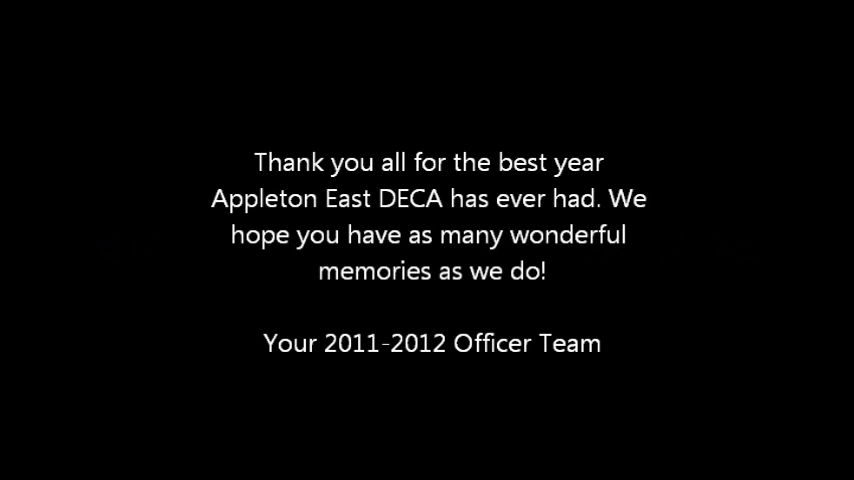 Thank you all for the best year
Appleton East DECA has ever had. We
hope you have as many wonderful
memories as we do!
Your 2011-2012 Officer Team